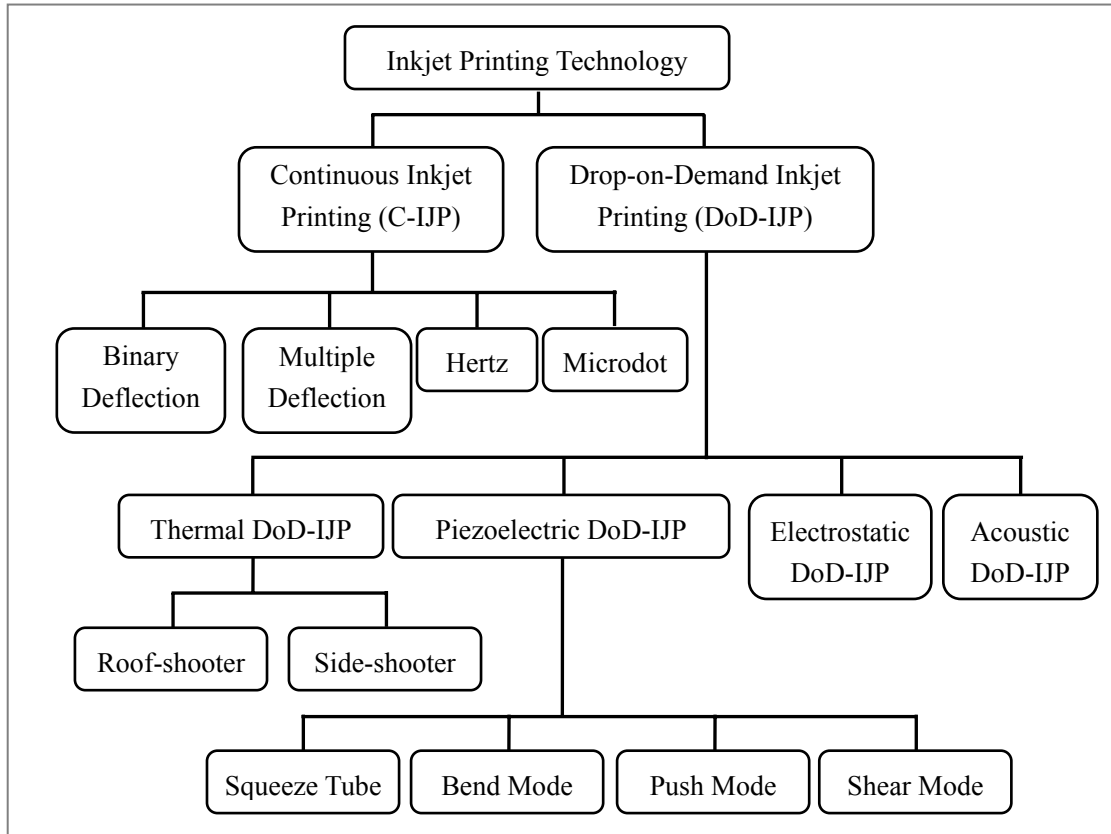 Inkjet Printing Technology
Continuous Inkjet
Printing (C-IJP)
Drop-on-Demand Inkjet
Printing (DoD-IJP)
Binary
Deflection
Multiple
Deflection
Hertz
Microdot
Thermal DoD-IJP
Piezoelectric DoD-IJP
Electrostatic
DoD-IJP
Acoustic
DoD-IJP
Roof-shooter
Side-shooter
Squeeze Tube
Bend Mode
Push Mode
Shear Mode